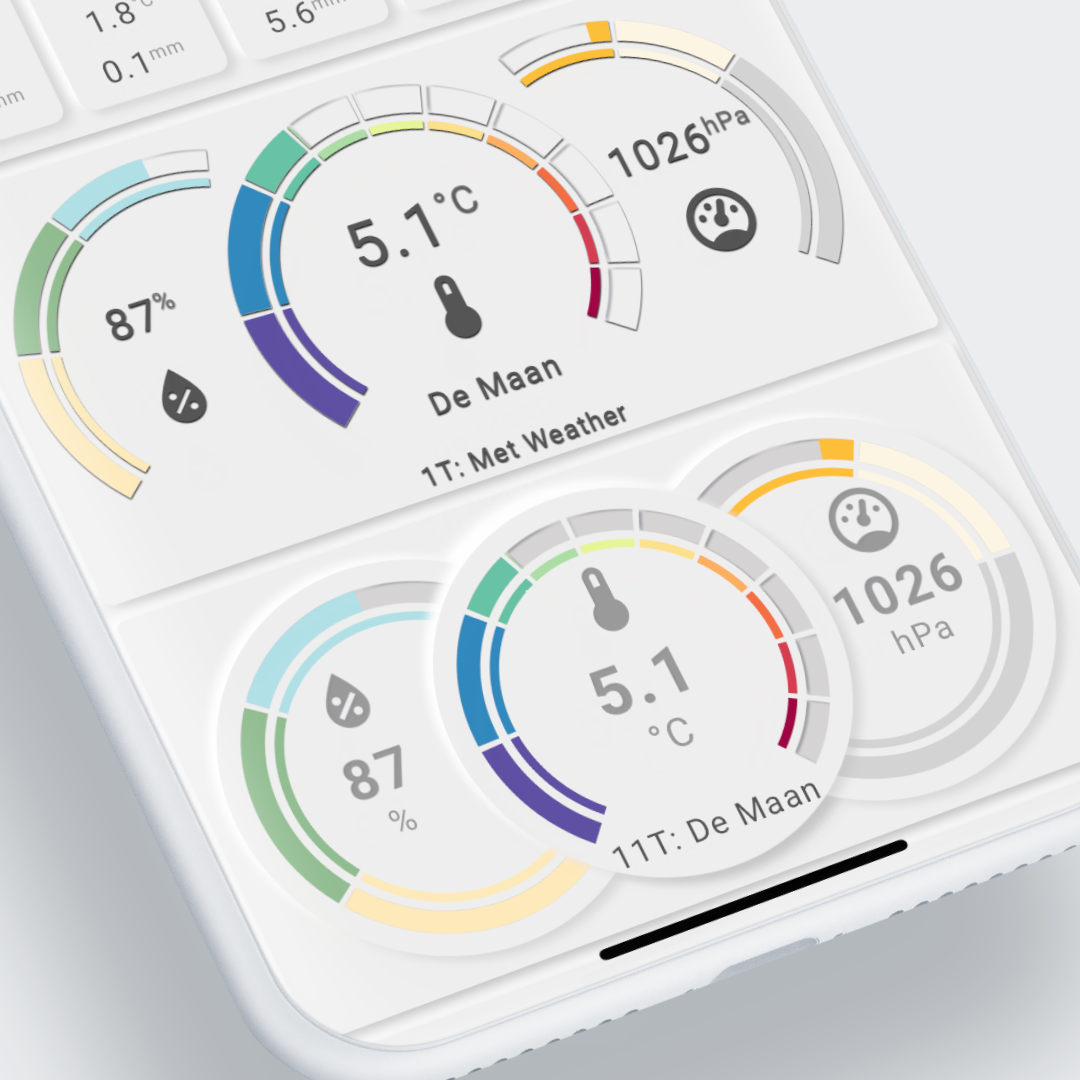 1.8°C
0.1mm
5.6mm
mm
87%
5.1°C
1026hPa
De Maan
1T: Met Weather
87
%
5.1
°C
1026
hPa
11T: De Maan